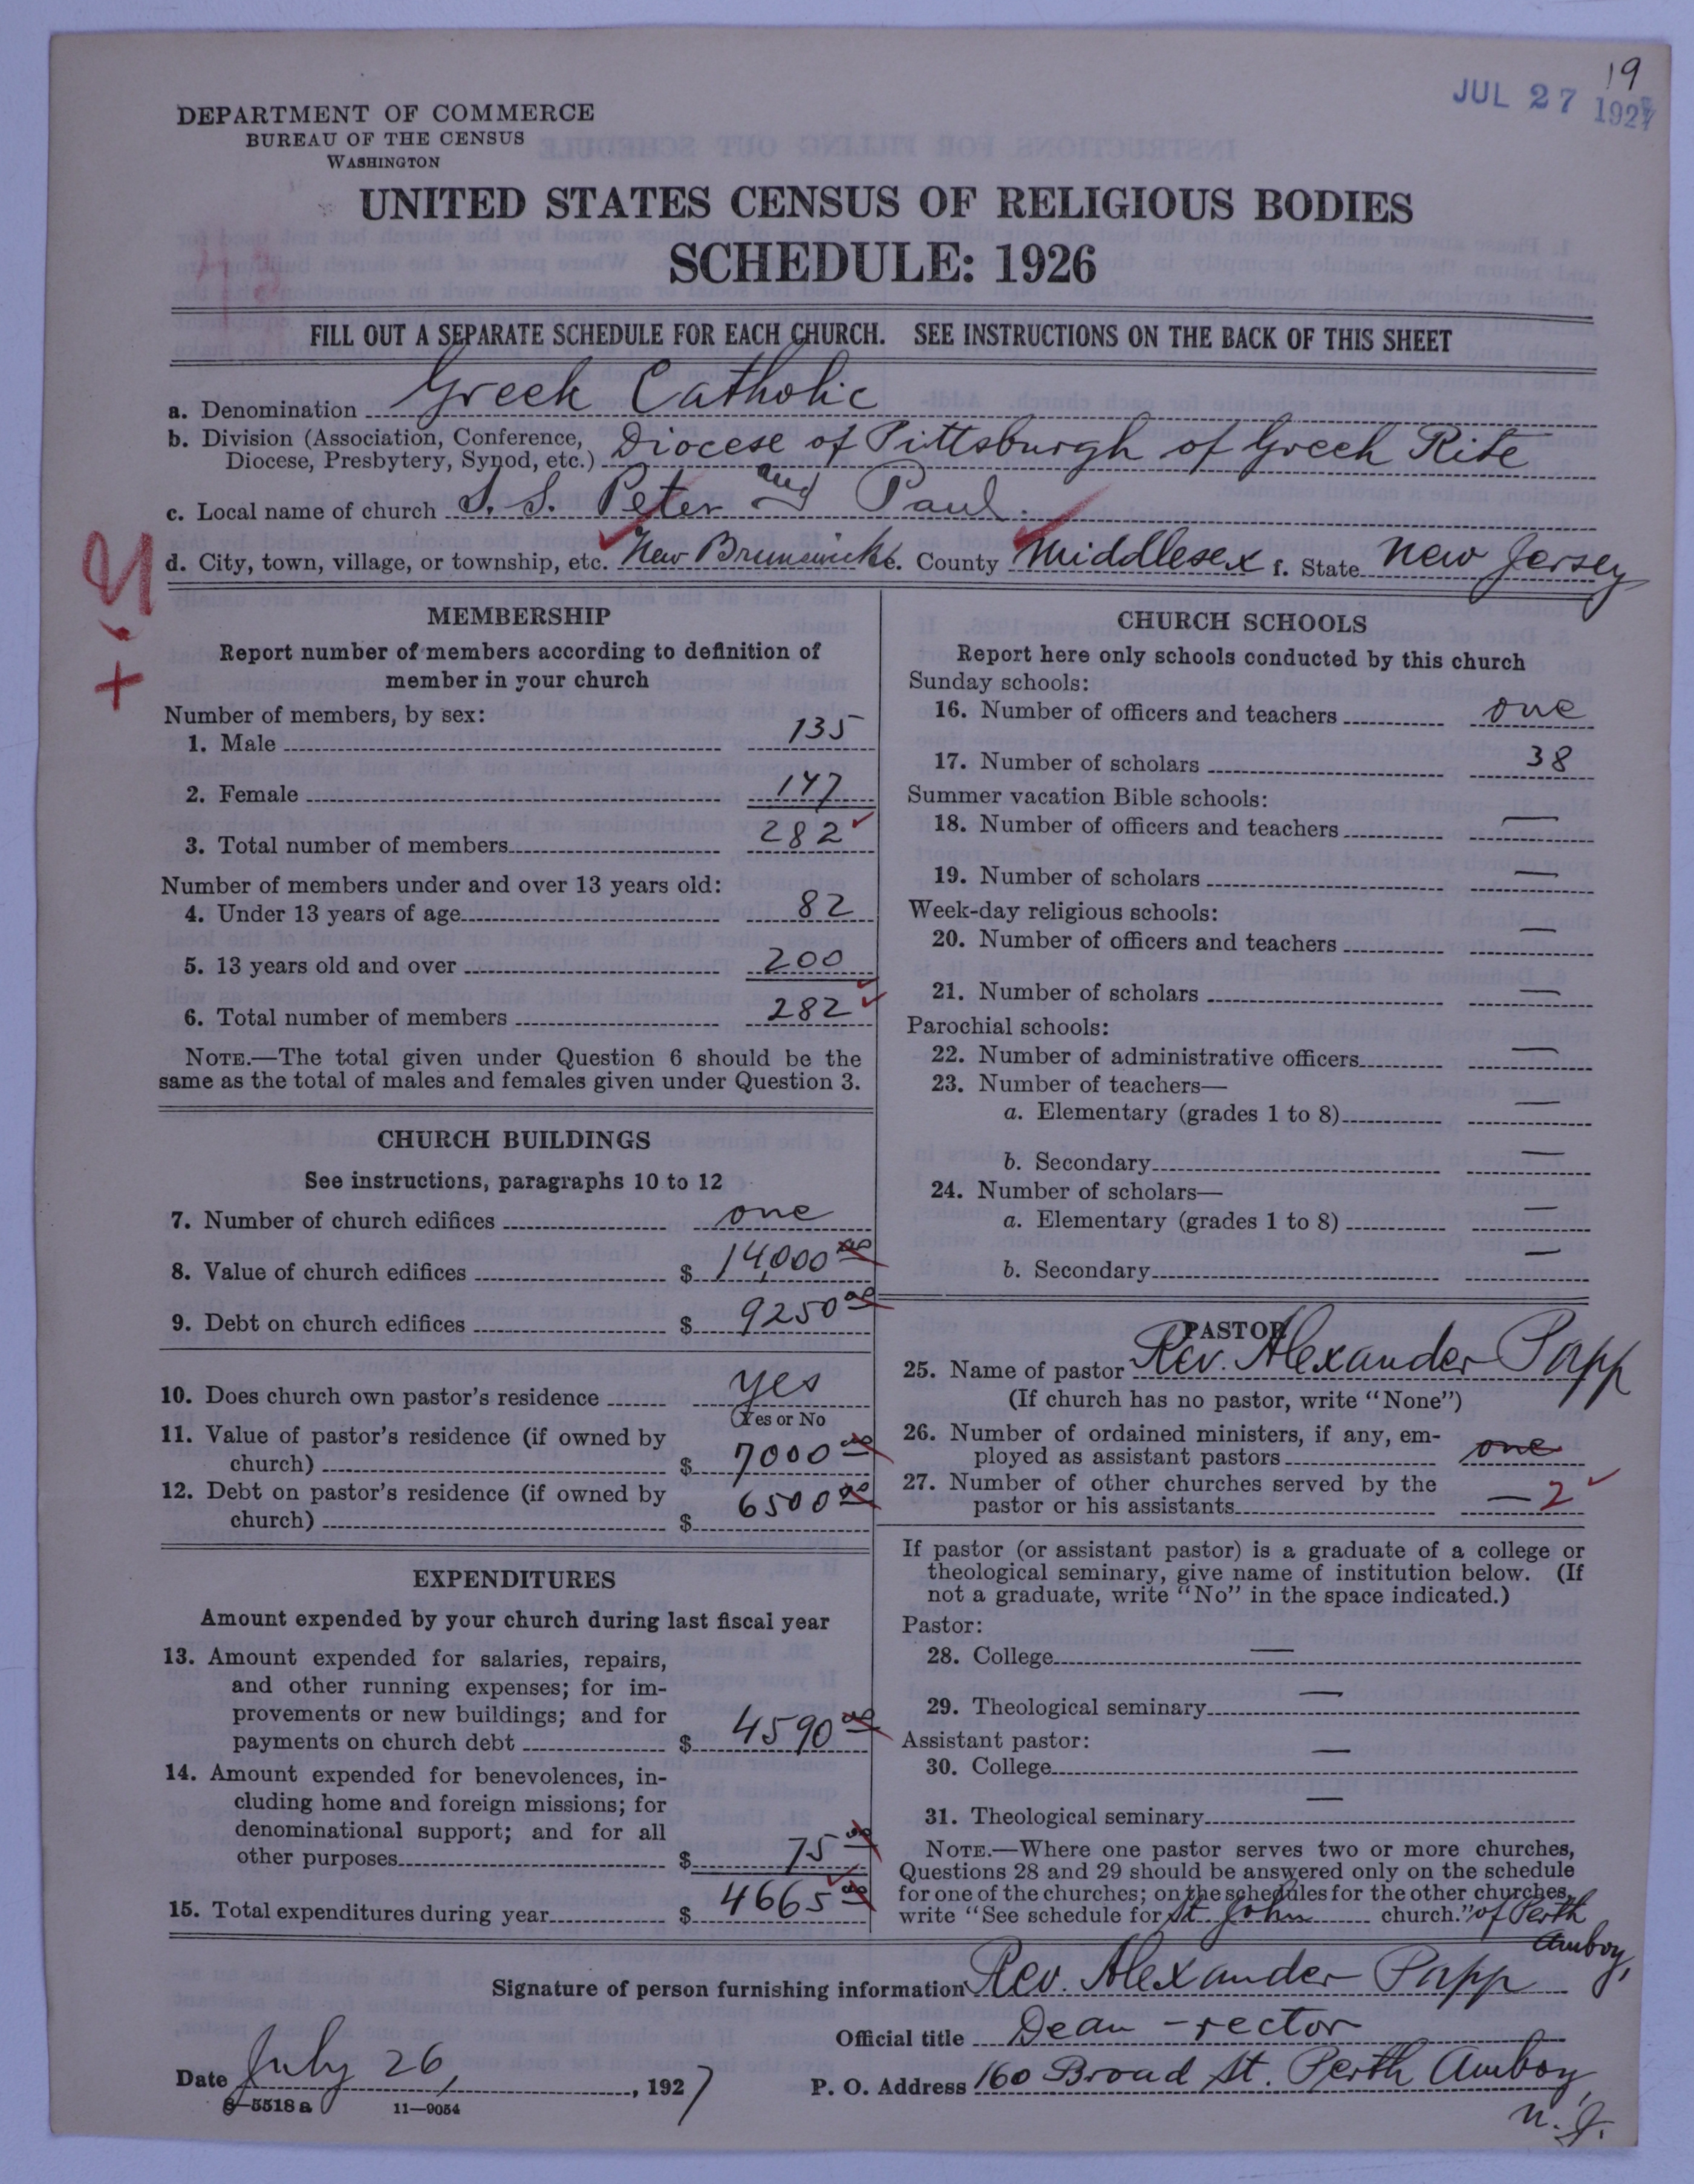 19
JUL 27 1927
DEPARTMENT OF COMMERCE
BUREAU OF THE CENSUS
WASHINGTON
UNITED STATES CENSUS OF RELIGIOUS BODIES
SCHEDULE: 1926
FILL OUT A SEPARATE SCHEDULE FOR EACH CHURCH. SEE INSTRUCTIONS ON THE BACK OF THIS SHEET
a. Denomination Greek Catholic
b. Division (Association, Conference, Diocese, Presbytery, Synod, etc.) Diocese of Pittsburgh of Greek Rite
c. Local name of church S. S. Peter and Paul.
d. City, town, village, or township, etc. New Brunswick e. County Middlesex f. State New Jersey
MEMBERSHIP
Report number of members according to definition of
member in your church
Number of members, by sex:
1. Male 135
2. Female 147
3. Total number of members 282
Number of members under and over 13 years old:
4. Under 13 years of age 82
5. 13 years old and over 200
6. Total number of members 282
NOTE.—The total given under Question 6 should be the
same as the total of males and females given under Question 3.
CHURCH BUILDINGS
See instructions, paragraphs 10 to 12
7. Number of church edifices one
8. Value of church edifices $ 14,000 00
9. Debt on church edifices $ 9250 00
10. Does church own pastor's residence yes
Yes or No
11. Value of pastor's residence (if owned by
church) $ 7000 00
12. Debt on pastor's residence (if owned by
church) $ 6500 00
EXPENDITURES
Amount expended by your church during last fiscal year
13. Amount expended for salaries, repairs,
and other running expenses; for im-
provements or new buildings; and for
payments on church debt $ 4590 00
14. Amount expended for benevolences, in-
cluding home and foreign missions; for
denominational support; and for all
other purposes $ 75 00
15. Total expenditures during year $ 4665 00
CHURCH SCHOOLS
Report here only schools conducted by this church
Sunday schools:
16. Number of officers and teachers one
17. Number of scholars 38
Summer vacation Bible schools:
18. Number of officers and teachers —
19. Number of scholars —
Week-day religious schools:
20. Number of officers and teachers —
21. Number of scholars —
Parochial schools:
22. Number of administrative officers —
23. Number of teachers—
a. Elementary (grades 1 to 8) —
b. Secondary —
24. Number of scholars—
a. Elementary (grades 1 to 8) —
b. Secondary —
PASTOR
25. Name of pastor Rev. Alexander Papp
(If church has no pastor, write "None")
26. Number of ordained ministers, if any, em-
ployed as assistant pastors one
27. Number of other churches served by the
pastor or his assistants — 2
If pastor (or assistant pastor) is a graduate of a college or
theological seminary, give name of institution below. (If
not a graduate, write "No" in the space indicated.)
Pastor:
28. College —
29. Theological seminary —
Assistant pastor:
30. College —
31. Theological seminary —
NOTE.—Where one pastor serves two or more churches,
Questions 28 and 29 should be answered only on the schedule
for one of the churches; on the schedules for the other churches,
write "See schedule for St. John church." of Perth
Amboy,
Signature of person furnishing information Rev. Alexander Papp
Official title Dean - rector
Date July 26, , 1927
P. O. Address 160 Broad St. Perth Amboy,
N. J.
8—5518 a 11—9054